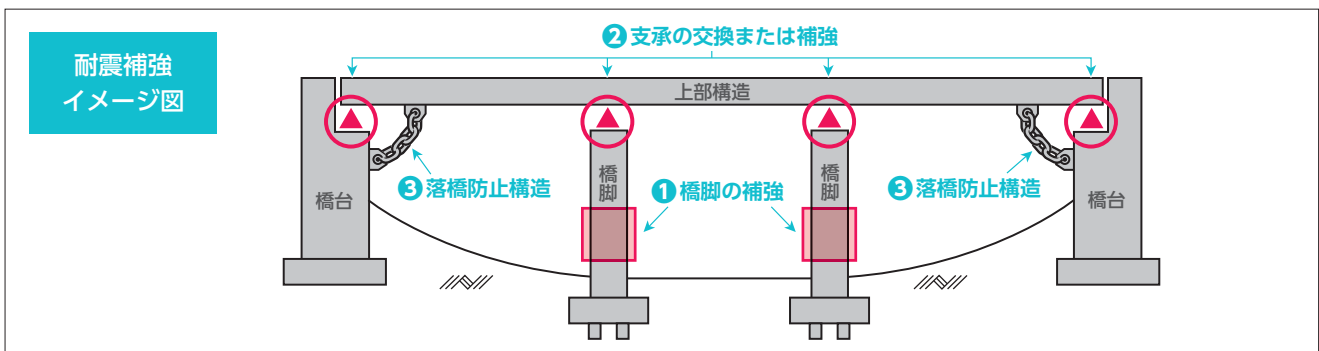 耐震補強
イメージ図
❷支承の交換または補強
上部構造
橋台
❸落橋防止構造
橋脚
❶橋脚の補強
橋脚
❸落橋防止構造
橋台